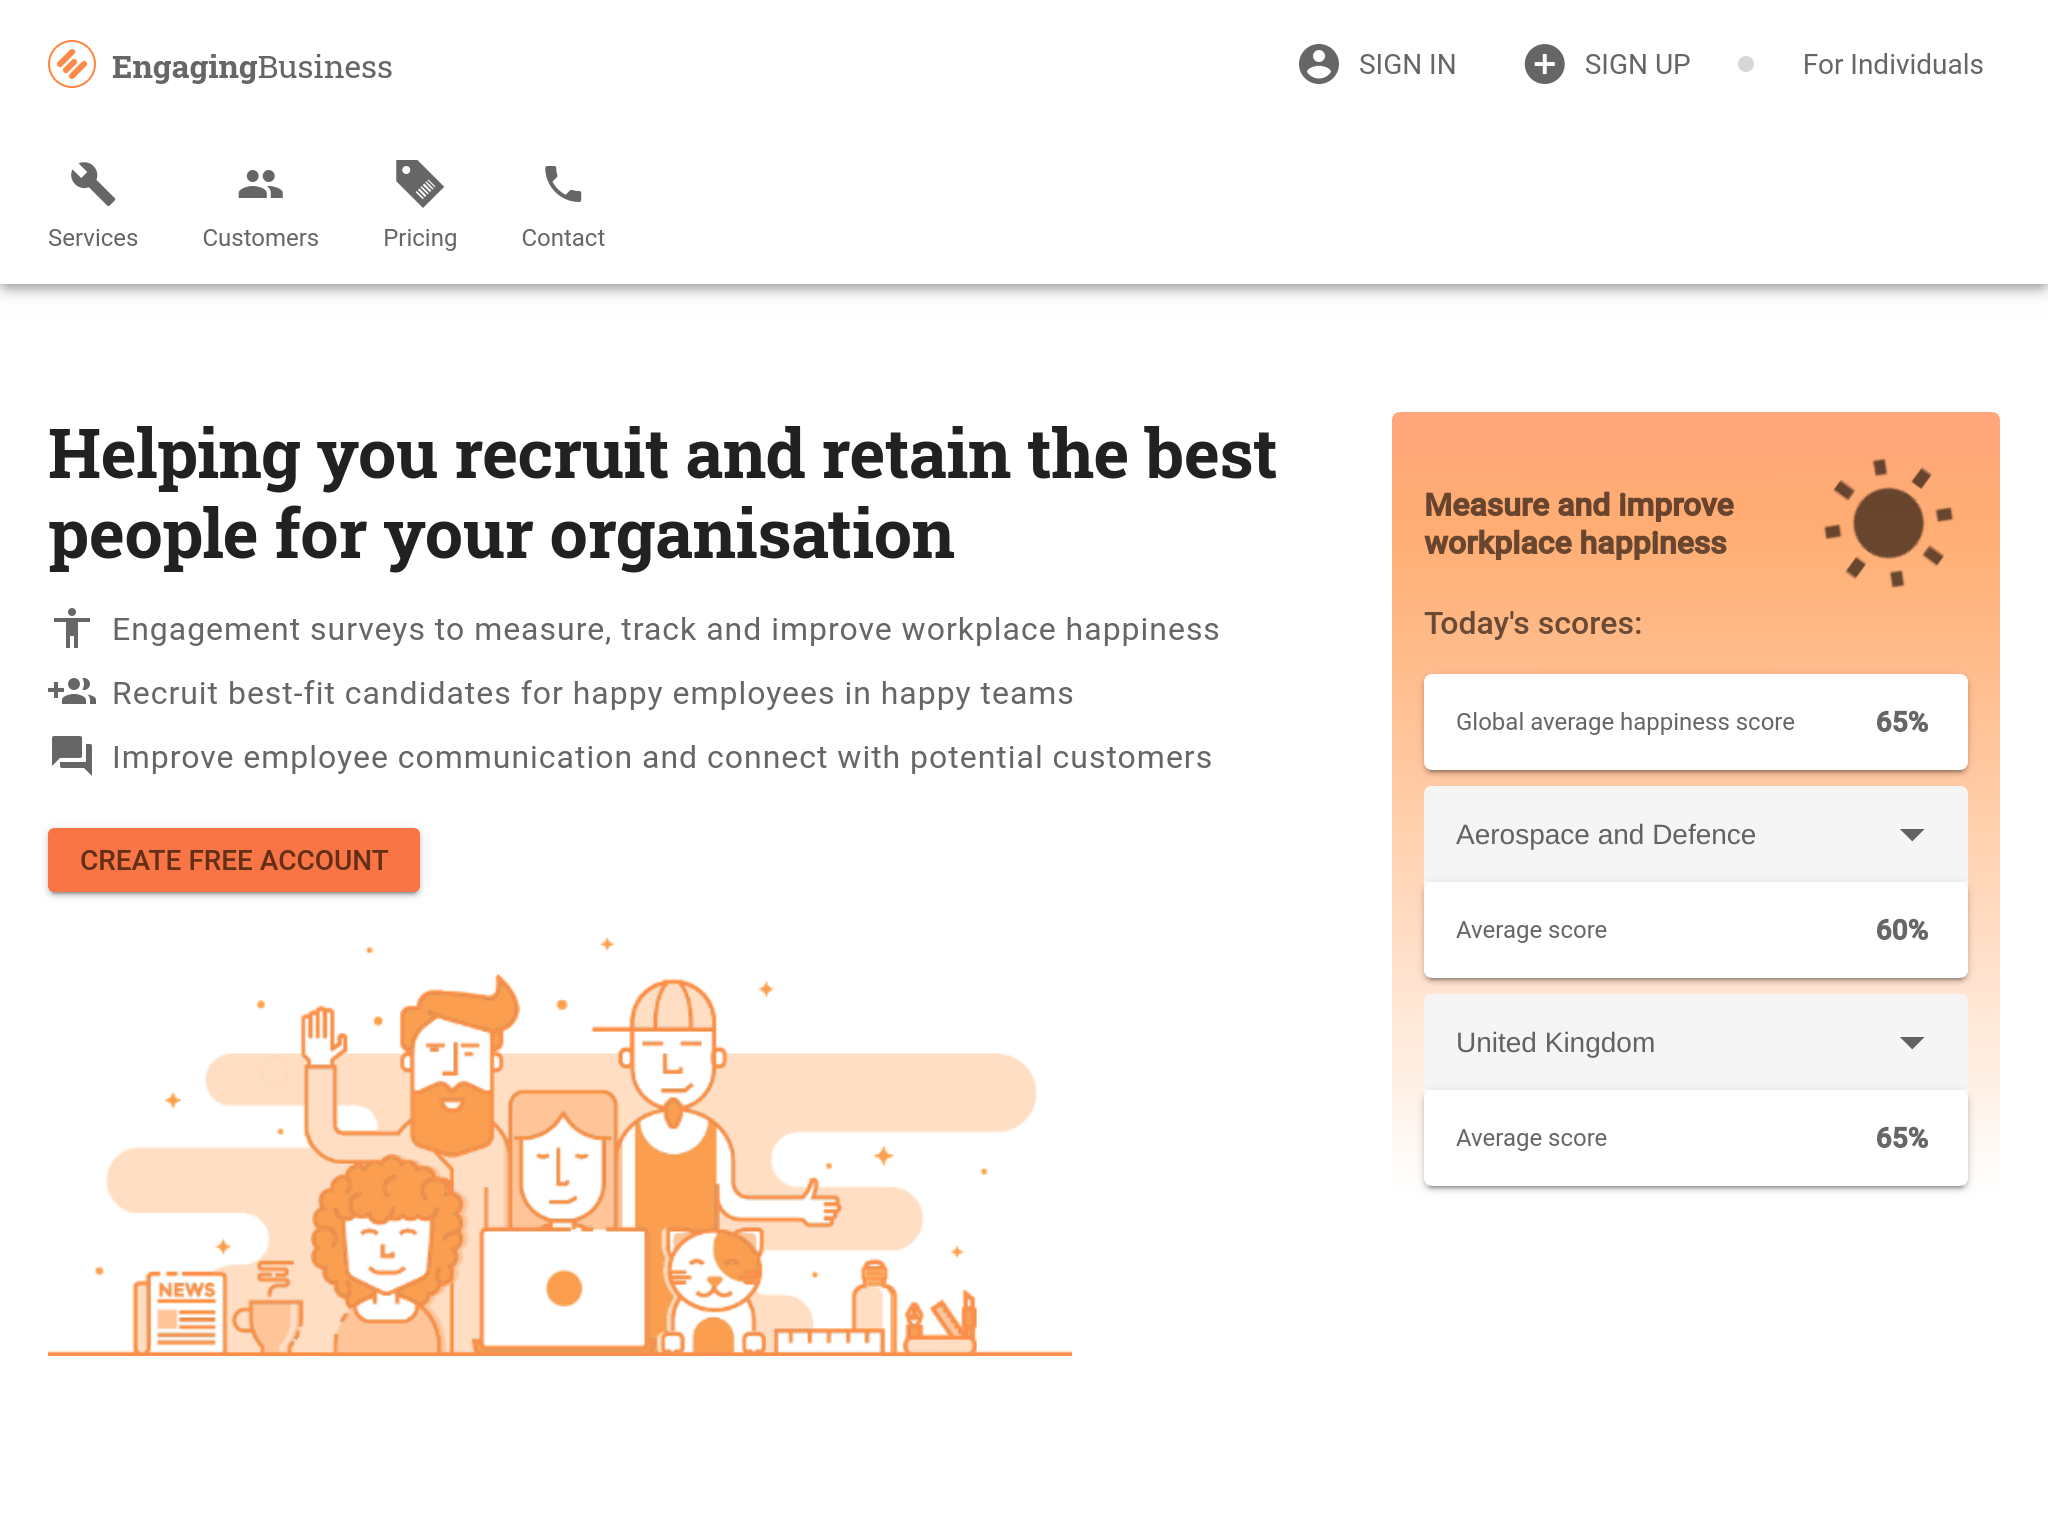 EngagingBusiness
SIGN IN
SIGN UP
For Individuals
Services
Customers
Pricing
Contact
Helping you recruit and retain the best
people for your organisation
Engagement surveys to measure, track and improve workplace happiness
Recruit best-fit candidates for happy employees in happy teams
Improve employee communication and connect with potential customers
CREATE FREE ACCOUNT
NEWS
Measure and improve
workplace happiness
Today's scores:
Global average happiness score 65%
Aerospace and Defence
Average score 60%
United Kingdom
Average score 65%